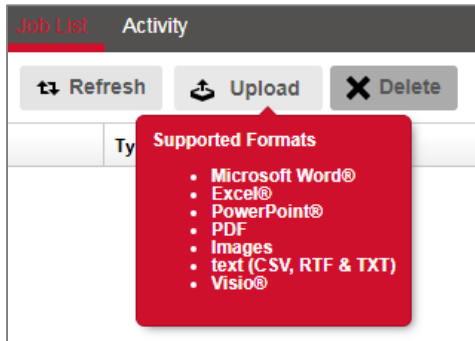 Job List Activity
Refresh Upload Delete
Ty
Supported Formats
Microsoft Word®
Excel®
PowerPoint®
PDF
Images
text (CSV, RTF & TXT)
Visio®